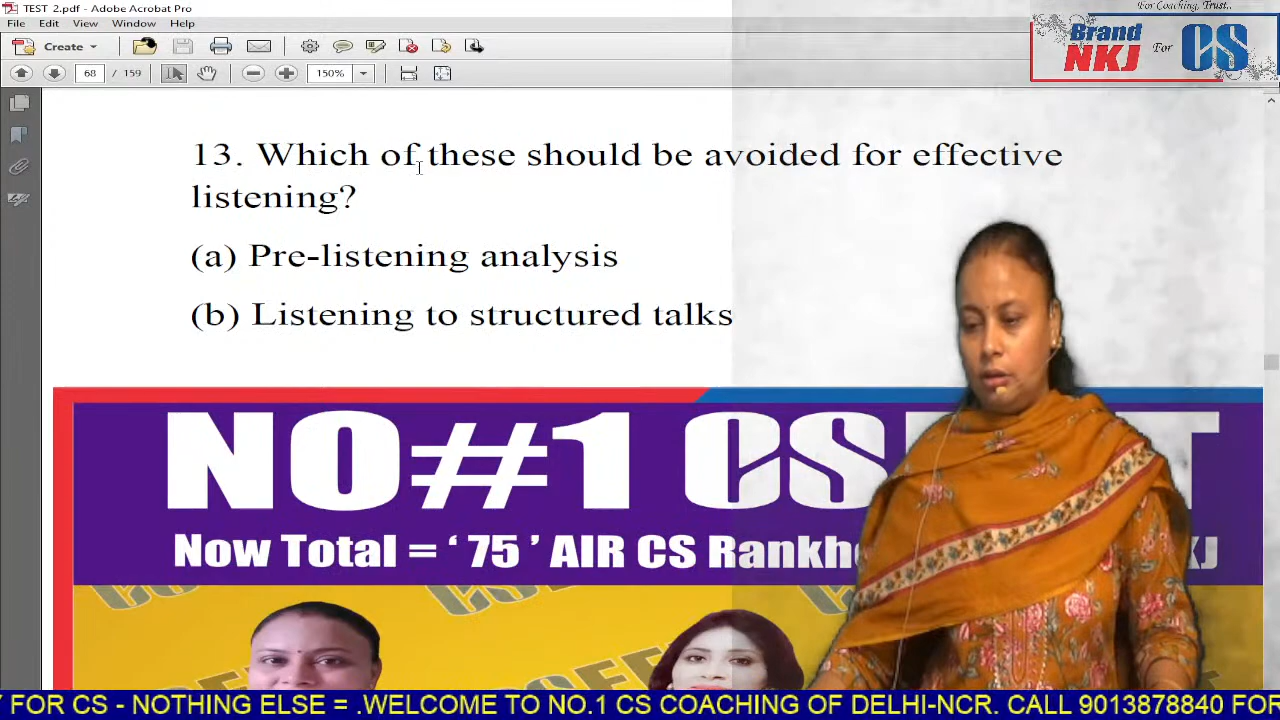 TEST 2.pdf - Adobe Acrobat Pro
File Edit View Window Help
Create
68 / 159
150%
For Coaching, Trust..
Brand
NKJ For CS
13. Which of these should be avoided for effective
listening?
(a) Pre-listening analysis
(b) Listening to structured talks
NO#1 CS
Now Total = ‘ 75 ’ AIR CS
FOR CS - NOTHING ELSE = .WELCOME TO NO.1 CS COACHING OF DELHI-NCR. CALL 9013878840 FOR